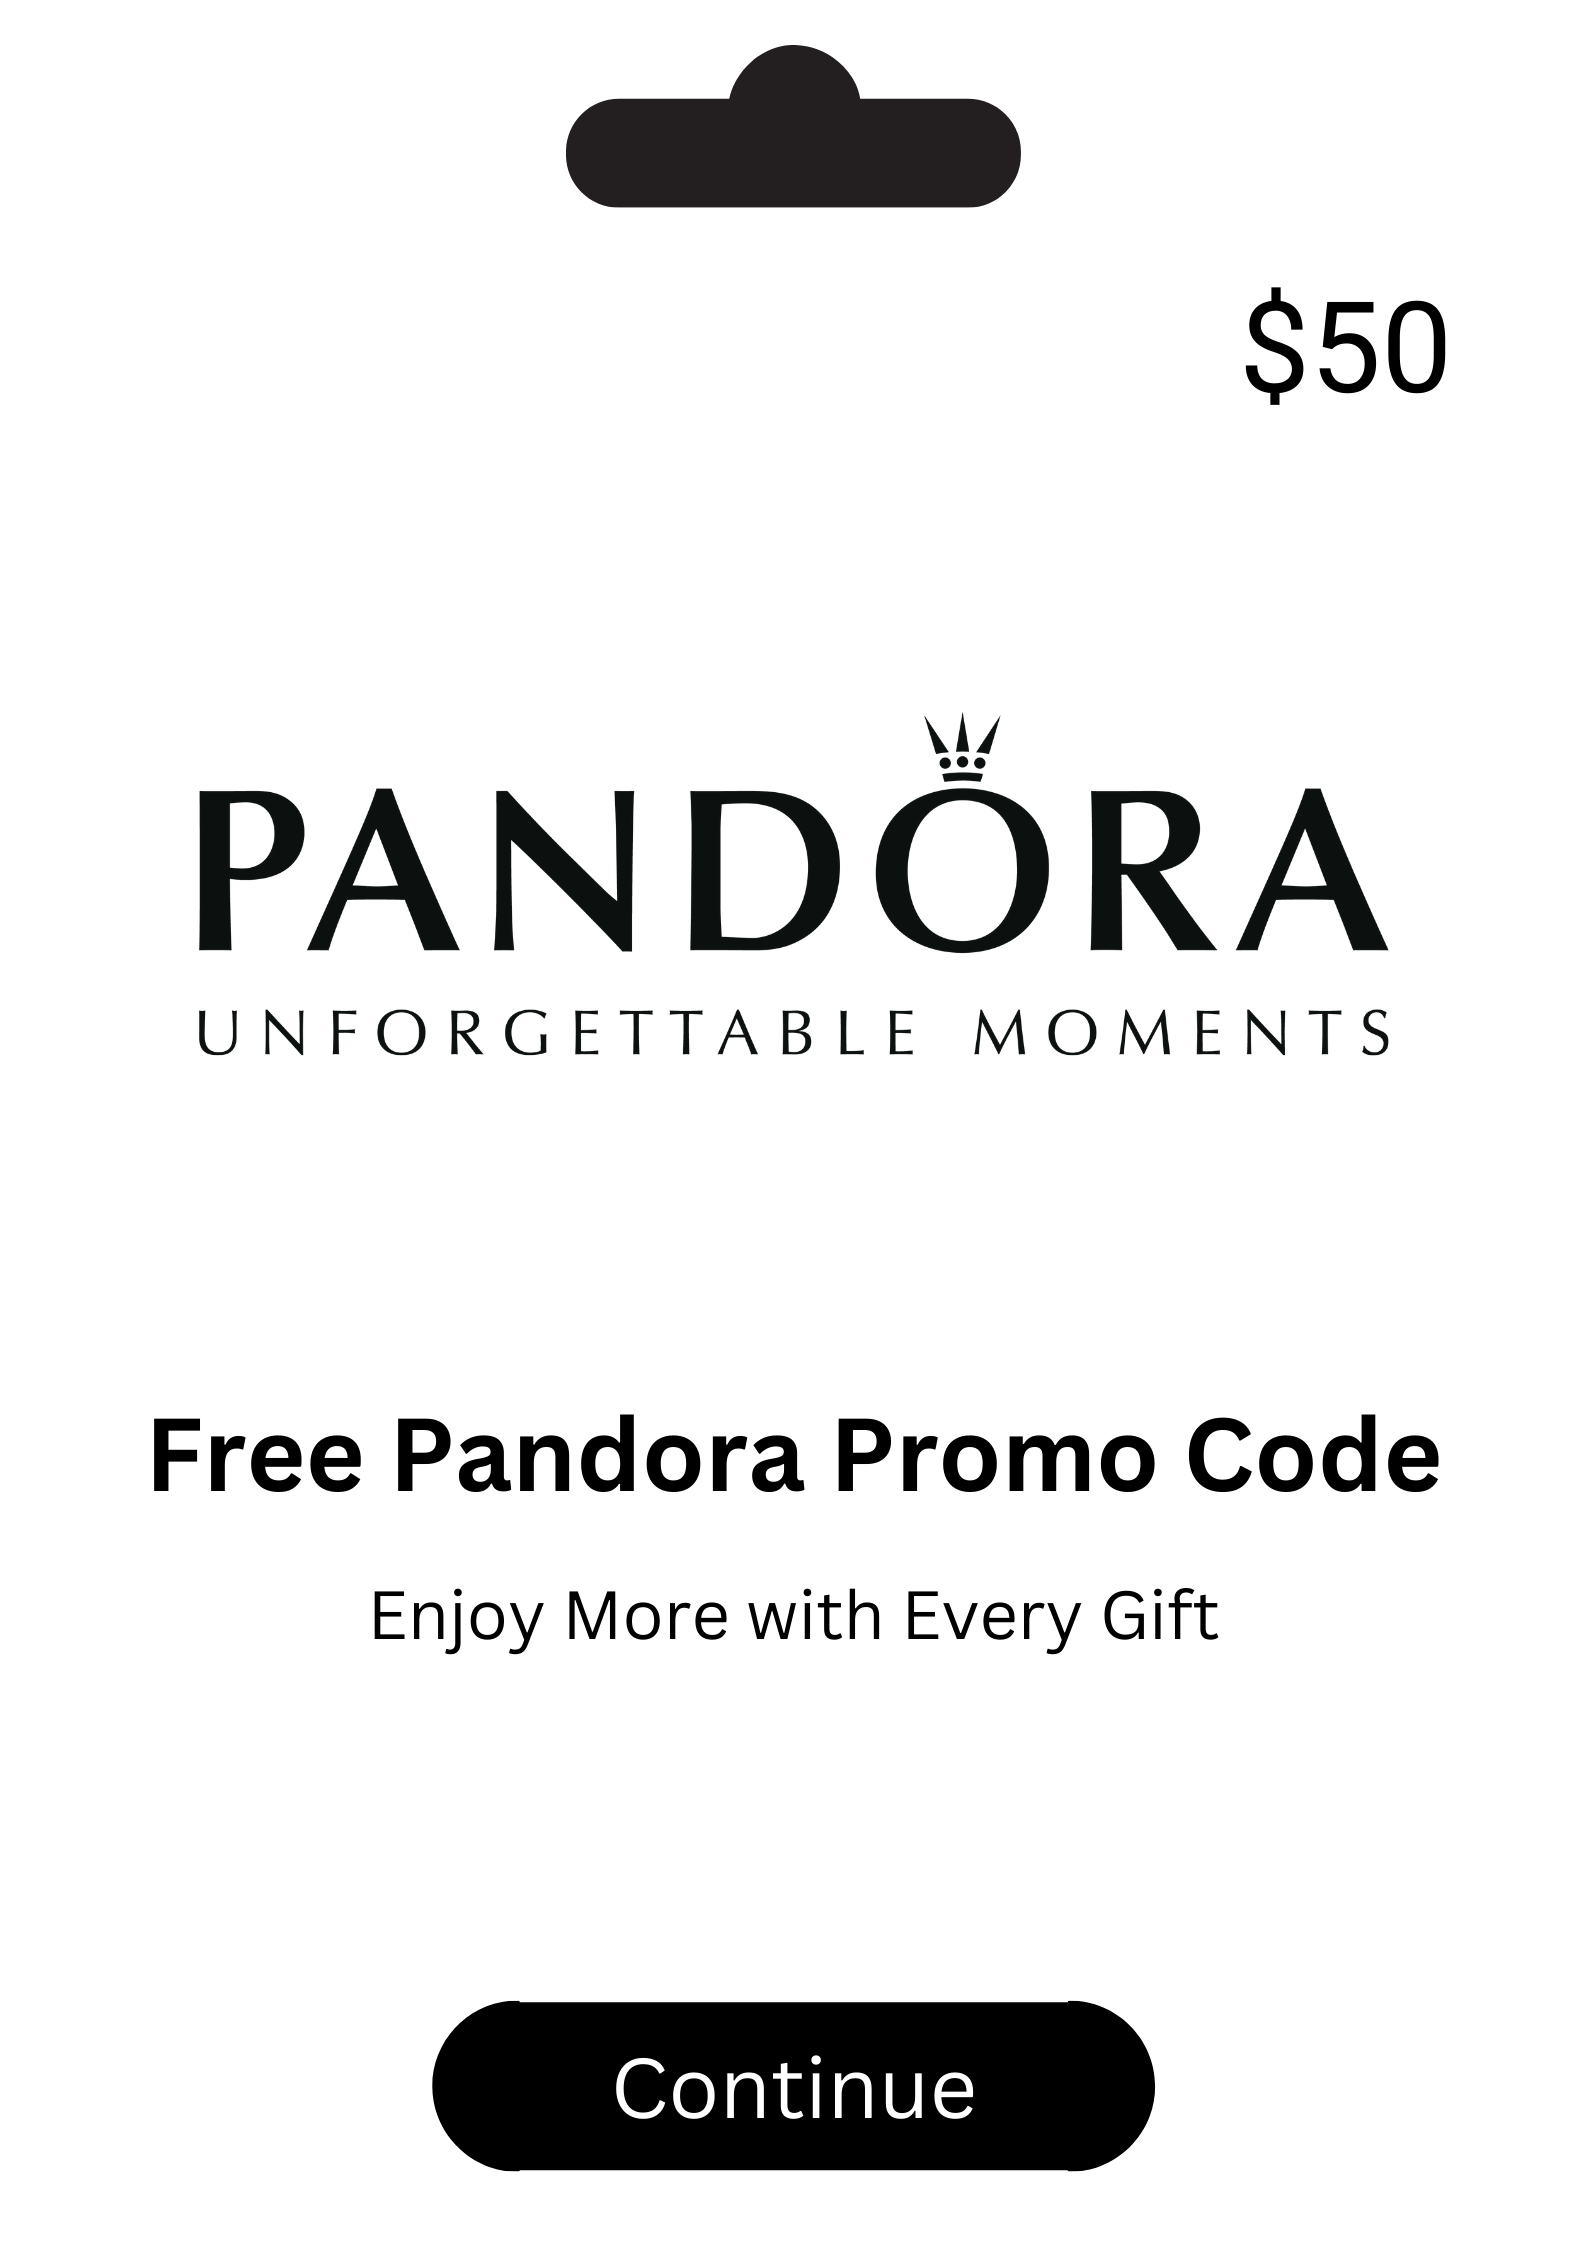 $50
PANDORA
UNFORGETTABLE MOMENTS
Free Pandora Promo Code
Enjoy More with Every Gift
Continue